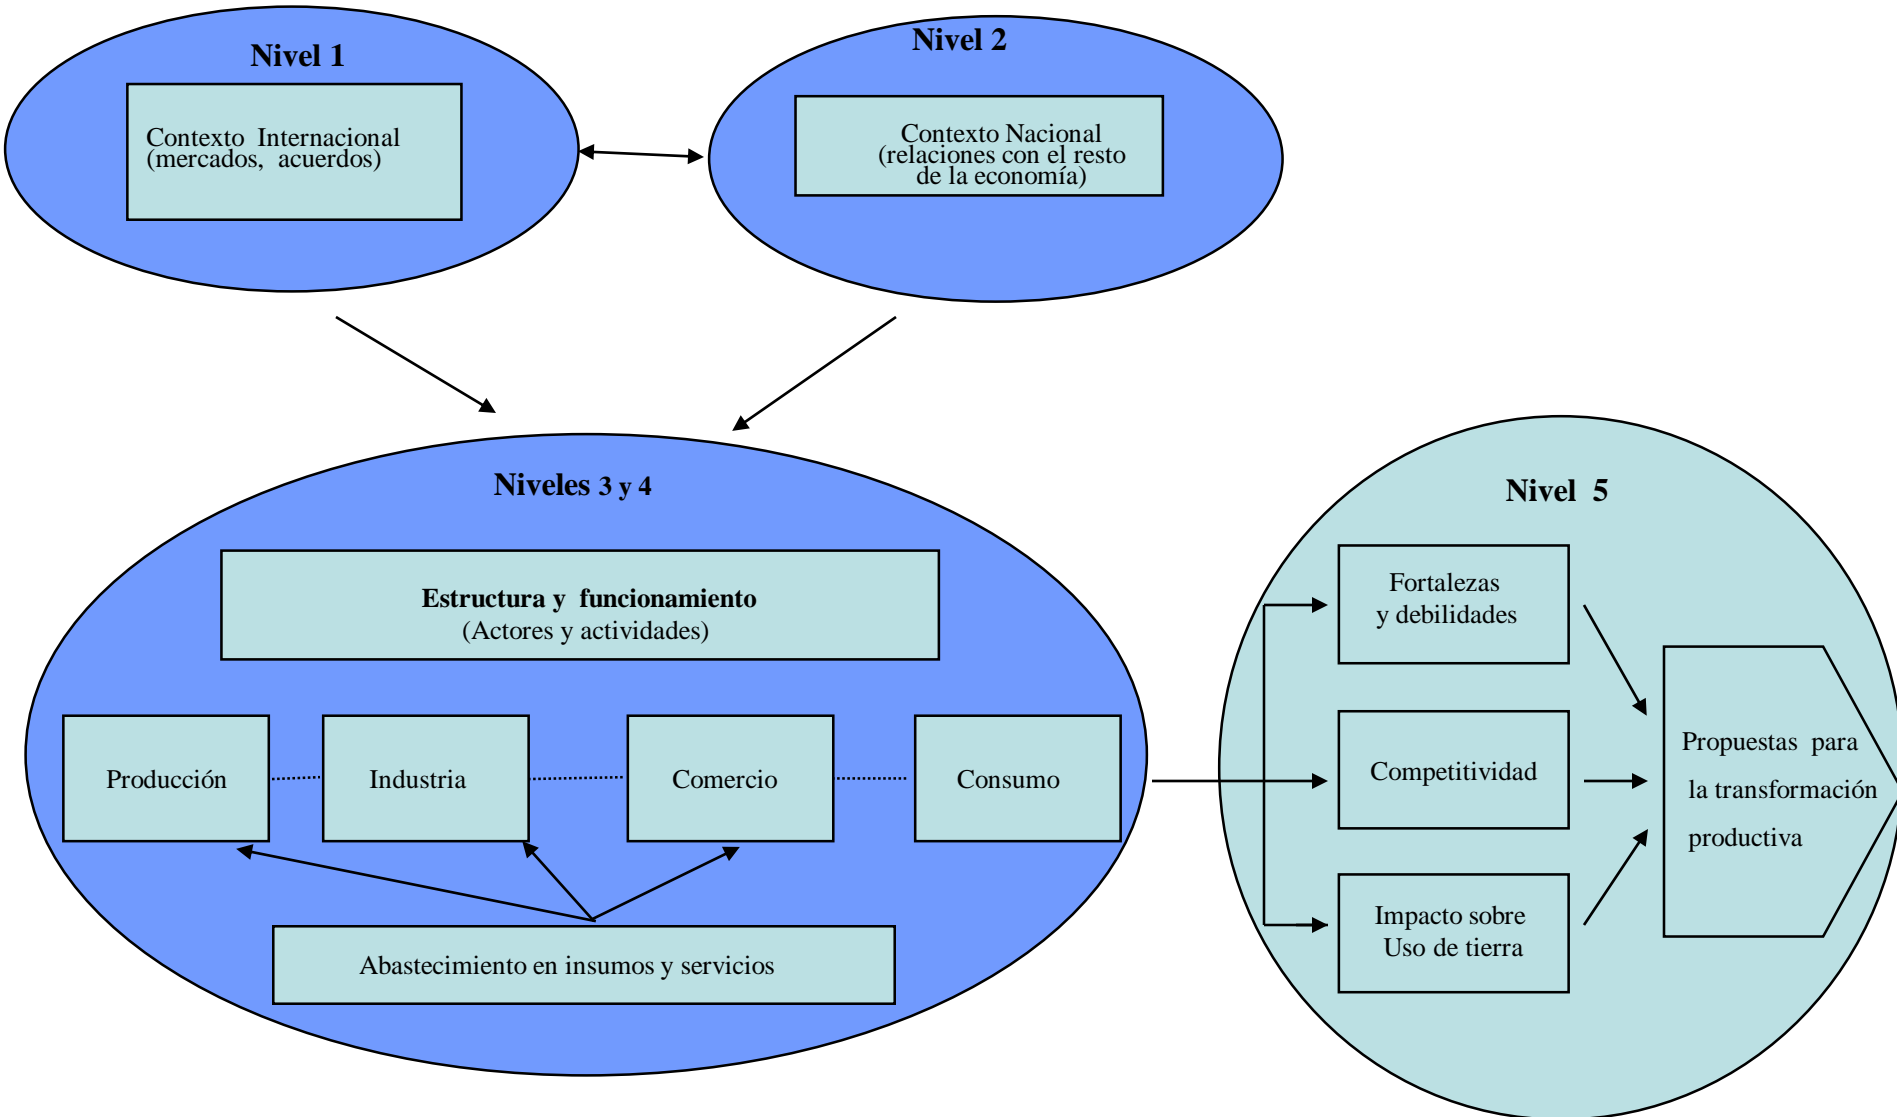 Nivel 1
Contexto Internacional
(mercados, acuerdos)
Nivel 2
Contexto Nacional
(relaciones con el resto
de la economía)
Niveles 3 y 4
Estructura y funcionamiento
(Actores y actividades)
Producción
Industria
Comercio
Consumo
Abastecimiento en insumos y servicios
Nivel 5
Fortalezas
y debilidades
Competitividad
Impacto sobre
Uso de tierra
Propuestas para
la transformación
productiva